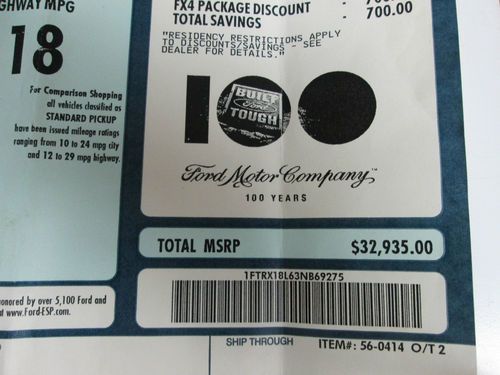 HIGHWAY MPG
18
For Comparison Shopping
all vehicles classified as
STANDARD PICKUP
have been issued mileage ratings
ranging from 10 to 24 mpg city
and 12 to 29 mpg highway.
onored by over 5,100 Ford and
at www.Ford-ESP.com.
FX4 PACKAGE DISCOUNT -
TOTAL SAVINGS - 700.00
"RESIDENCY RESTRICTIONS APPLY
TO DISCOUNTS/SAVINGS - SEE
DEALER FOR DETAILS."
100
BUILT
Ford
TOUGH
Ford Motor Company
100 YEARS
TOTAL MSRP $32,935.00
1FTRX18L63NB69275
SHIP THROUGH
ITEM#: 56-0414 O/T 2